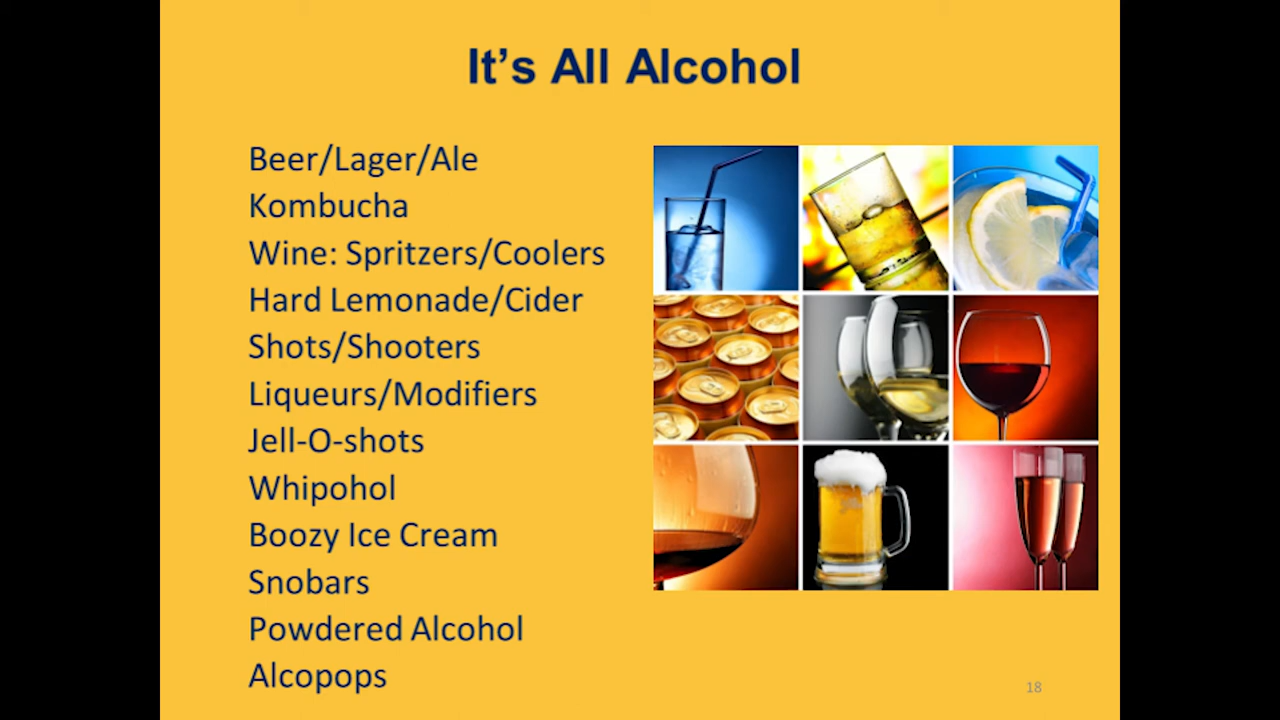 It's All Alcohol
Beer/Lager/Ale
Kombucha
Wine: Spritzers/Coolers
Hard Lemonade/Cider
Shots/Shooters
Liqueurs/Modifiers
Jell-O-shots
Whipohol
Boozy Ice Cream
Snobars
Powdered Alcohol
Alcopops
18